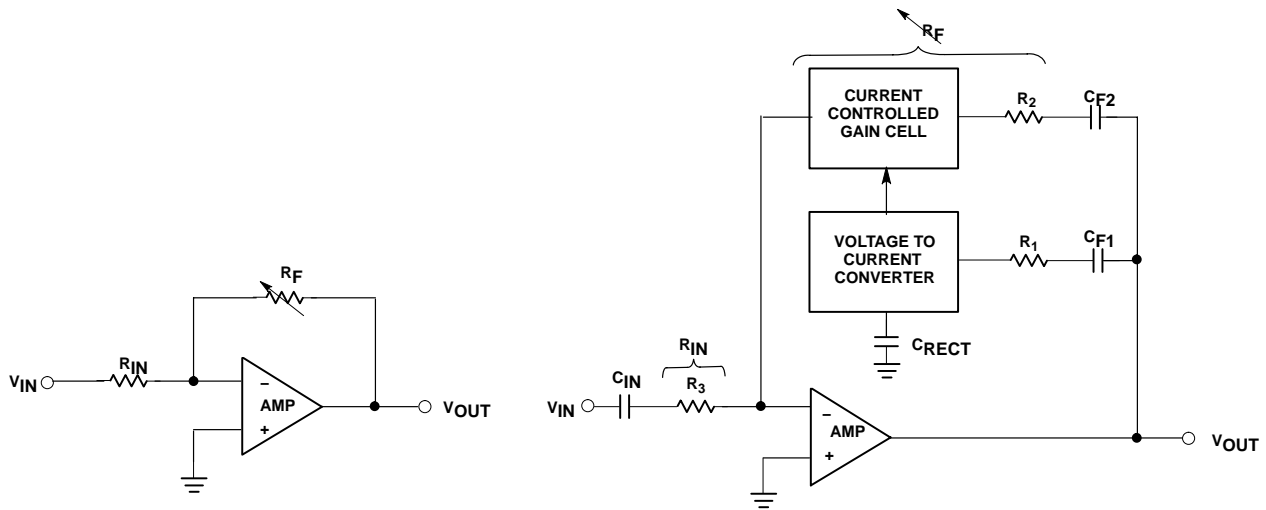 RF
RIN
VIN
−
AMP
+
VOUT
RF
CURRENT
CONTROLLED
GAIN CELL
R2
CF2
VOLTAGE TO
CURRENT
CONVERTER
R1
CF1
CRECT
RIN
CIN
R3
VIN
−
AMP
+
VOUT